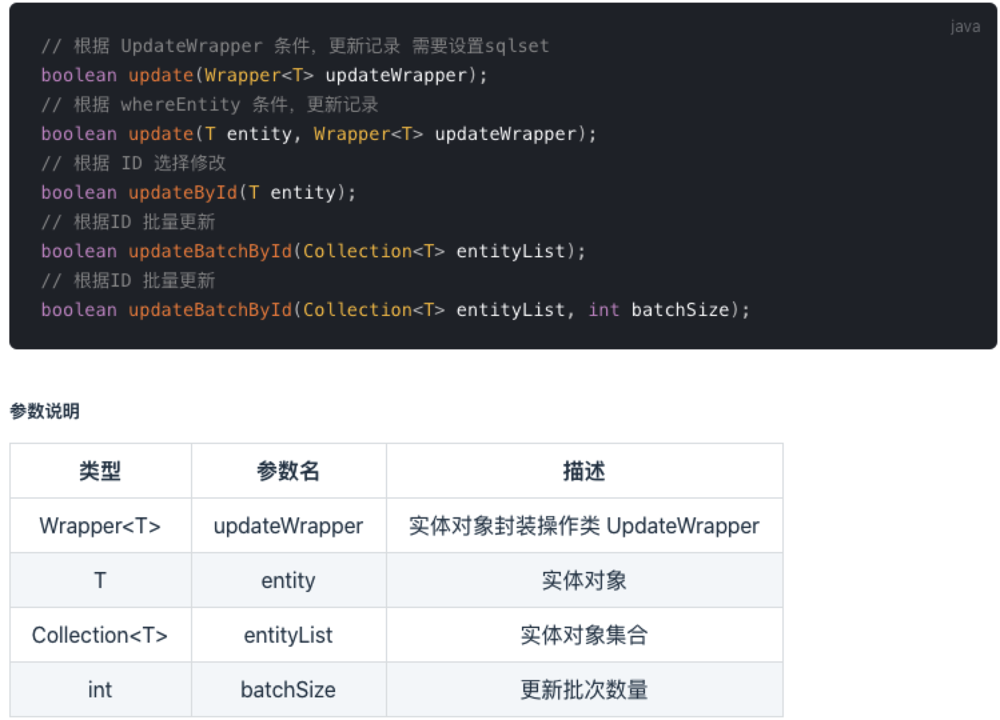 java
// 根据 UpdateWrapper 条件，更新记录 需要设置sqlset
boolean update(Wrapper<T> updateWrapper);
// 根据 whereEntity 条件，更新记录
boolean update(T entity, Wrapper<T> updateWrapper);
// 根据 ID 选择修改
boolean updateById(T entity);
// 根据ID 批量更新
boolean updateBatchById(Collection<T> entityList);
// 根据ID 批量更新
boolean updateBatchById(Collection<T> entityList, int batchSize);
参数说明
类型 参数名 描述
Wrapper<T> updateWrapper 实体对象封装操作类 UpdateWrapper
T entity 实体对象
Collection<T> entityList 实体对象集合
int batchSize 更新批次数量